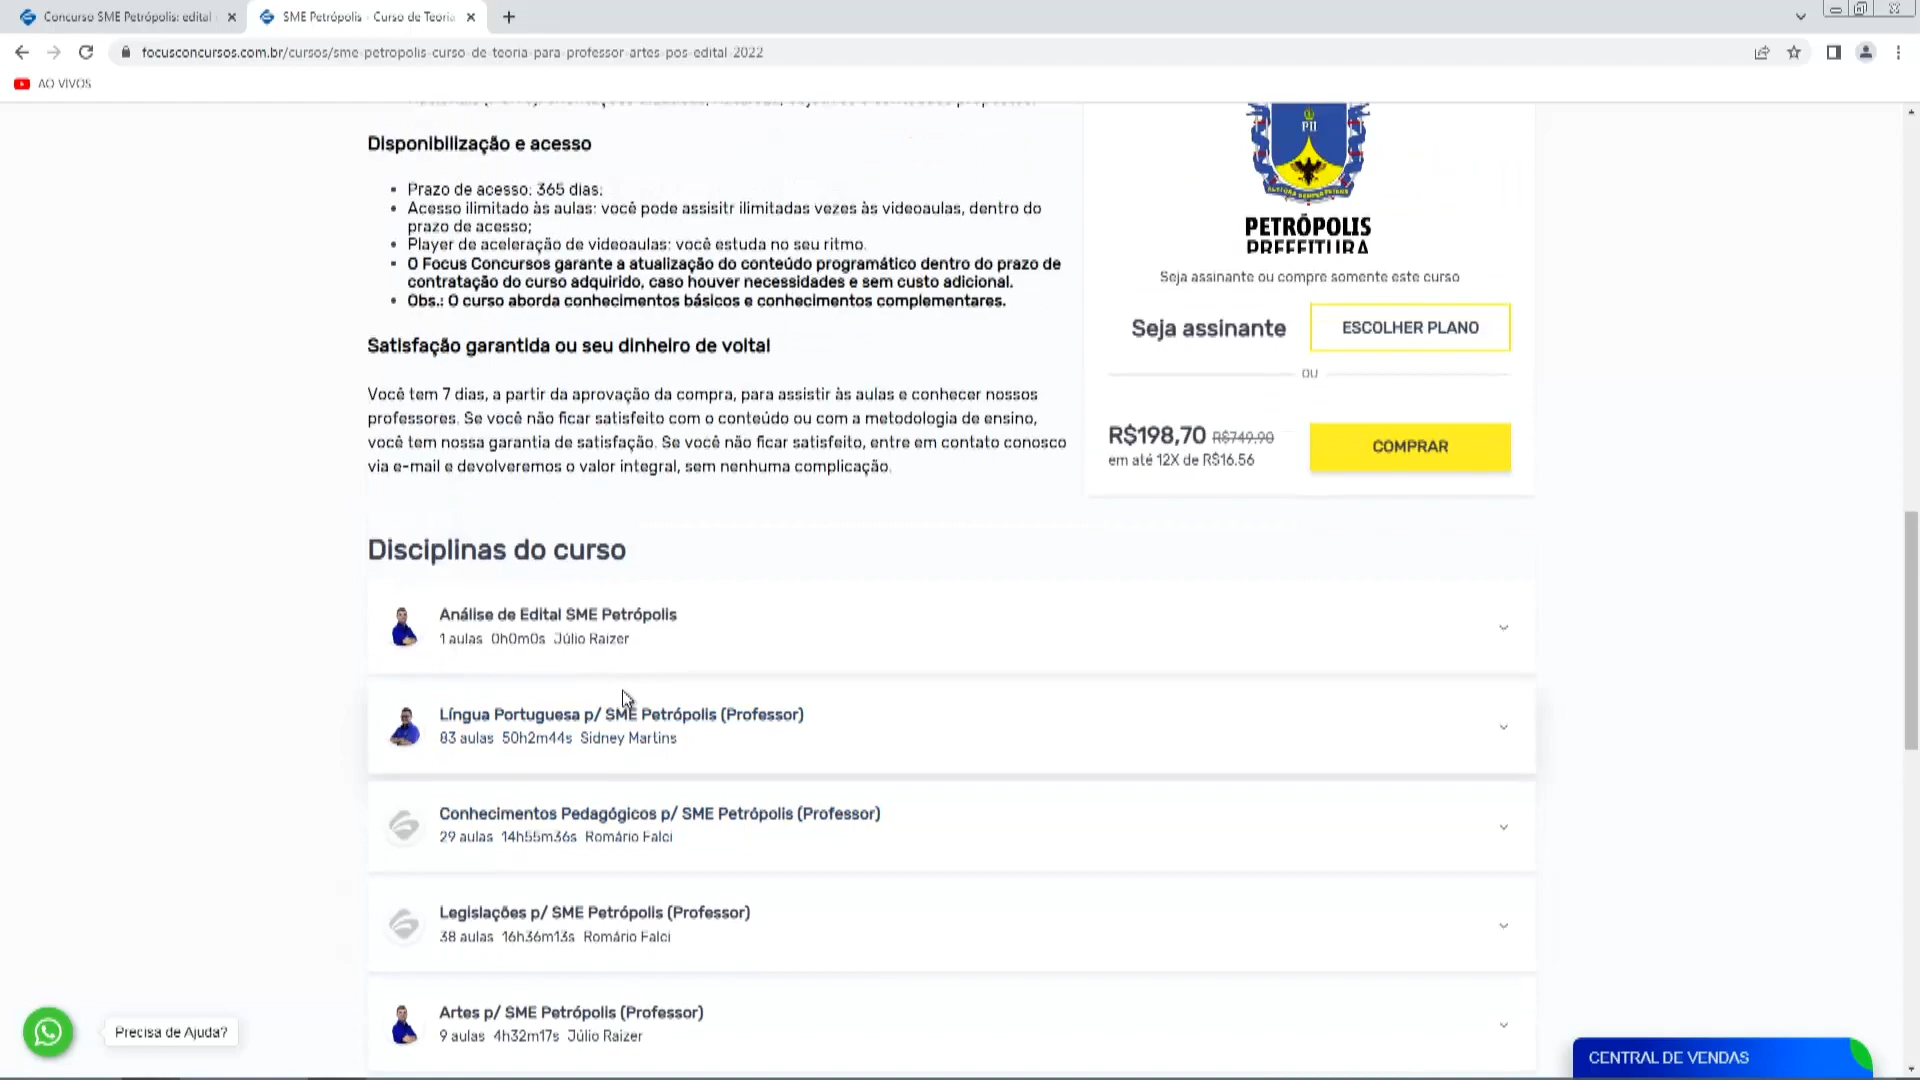 Concurso SME Petrópolis: edital
SME Petrópolis - Curso de Teoria
focusconcursos.com.br/cursos/sme-petropolis-curso-de-teoria-para-professor-artes-pos-edital-2022
AO VIVOS
Disponibilização e acesso
Prazo de acesso: 365 dias;
Acesso ilimitado às aulas: você pode assisitr ilimitadas vezes às videoaulas, dentro do
prazo de acesso;
Player de aceleração de videoaulas: você estuda no seu ritmo.
O Focus Concursos garante a atualização do conteúdo programático dentro do prazo de
contratação do curso adquirido, caso houver necessidades e sem custo adicional.
Obs.: O curso aborda conhecimentos básicos e conhecimentos complementares.
Satisfação garantida ou seu dinheiro de volta!
Você tem 7 dias, a partir da aprovação da compra, para assistir às aulas e conhecer nossos
professores. Se você não ficar satisfeito com o conteúdo ou com a metodologia de ensino,
você tem nossa garantia de satisfação. Se você não ficar satisfeito, entre em contato conosco
via e-mail e devolveremos o valor integral, sem nenhuma complicação.
PII
PETRÓPOLIS
PREFEITURA
Seja assinante ou compre somente este curso
Seja assinante
ESCOLHER PLANO
OU
R$198,70 R$749,90
em até 12X de R$16.56
COMPRAR
Disciplinas do curso
Análise de Edital SME Petrópolis
1 aulas 0h0m0s Júlio Raizer
Língua Portuguesa p/ SME Petrópolis (Professor)
83 aulas 50h2m44s Sidney Martins
Conhecimentos Pedagógicos p/ SME Petrópolis (Professor)
29 aulas 14h55m36s Romário Falci
Legislações p/ SME Petrópolis (Professor)
38 aulas 16h36m13s Romário Falci
Artes p/ SME Petrópolis (Professor)
9 aulas 4h32m17s Júlio Raizer
Precisa de Ajuda?
CENTRAL DE VENDAS